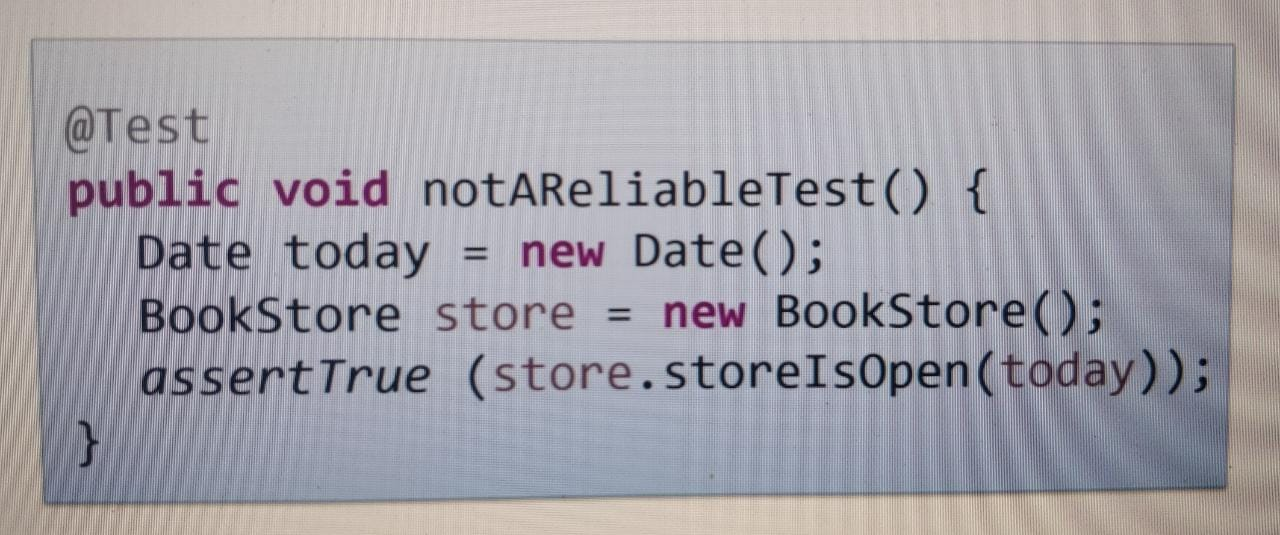 @Test
public void notAReliableTest() {
Date today = new Date();
BookStore store = new BookStore();
assertTrue (store.storeIsOpen(today));
}